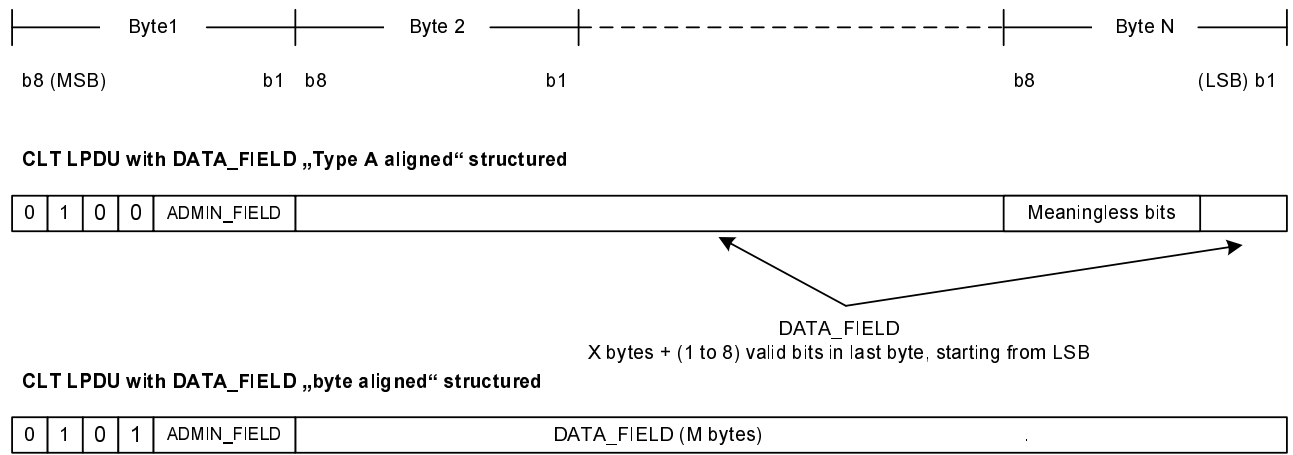 Byte1 Byte 2 Byte N
b8 (MSB) b1 b8 b1 b8 (LSB) b1
CLT LPDU with DATA_FIELD „Type A aligned“ structured
0 1 0 0 ADMIN_FIELD Meaningless bits
DATA_FIELD
X bytes + (1 to 8) valid bits in last byte, starting from LSB
CLT LPDU with DATA_FIELD „byte aligned“ structured
0 1 0 1 ADMIN_FIELD DATA_FIELD (M bytes) .